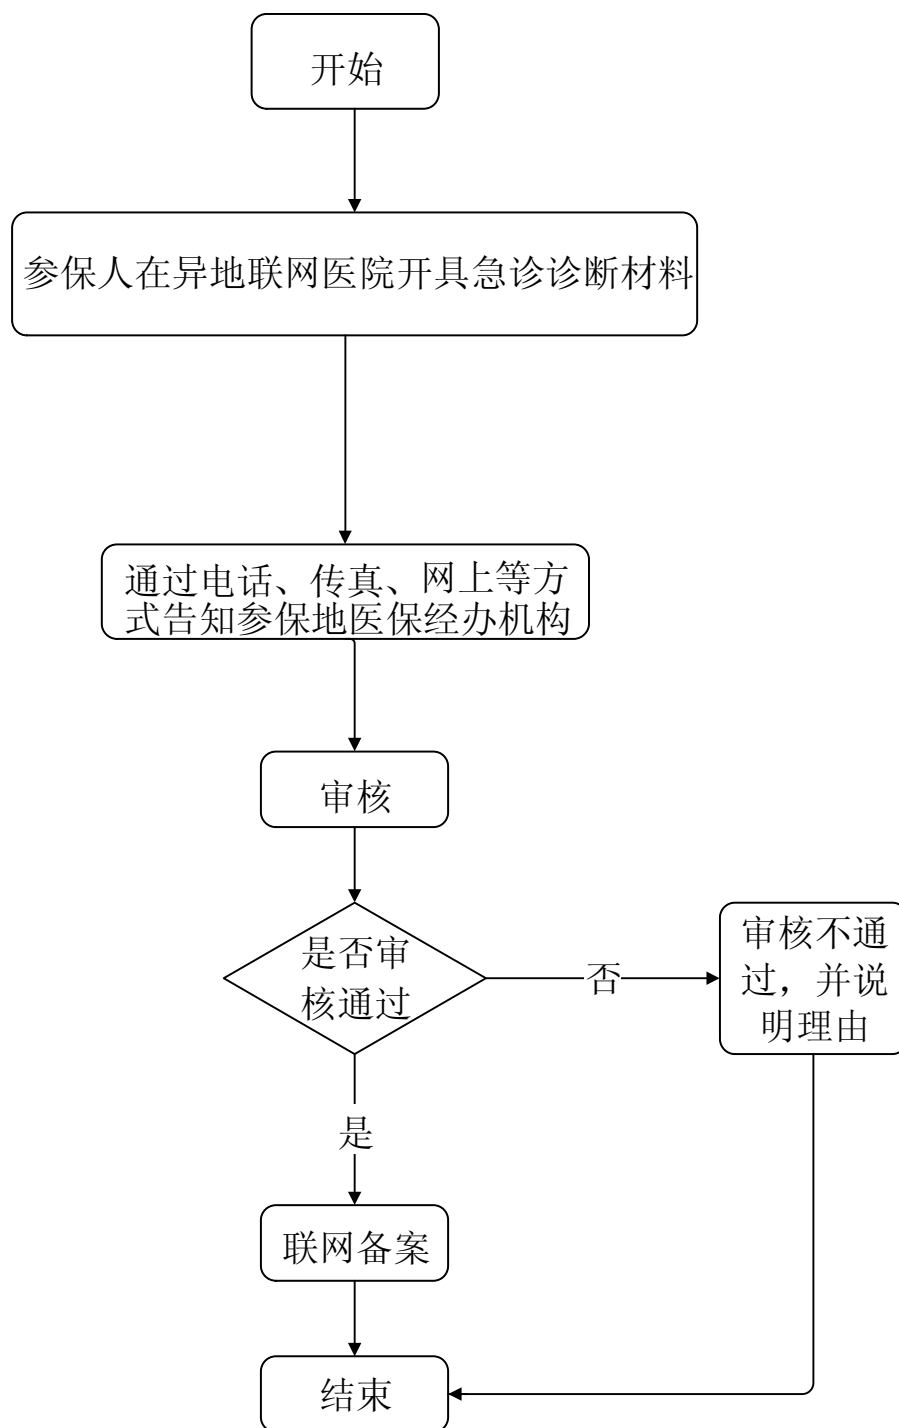 开始
参保人在异地联网医院开具急诊诊断材料
通过电话、传真、网上等方
式告知参保地医保经办机构
审核
是否审
核通过
否
审核不通
过，并说
明理由
是
联网备案
结束